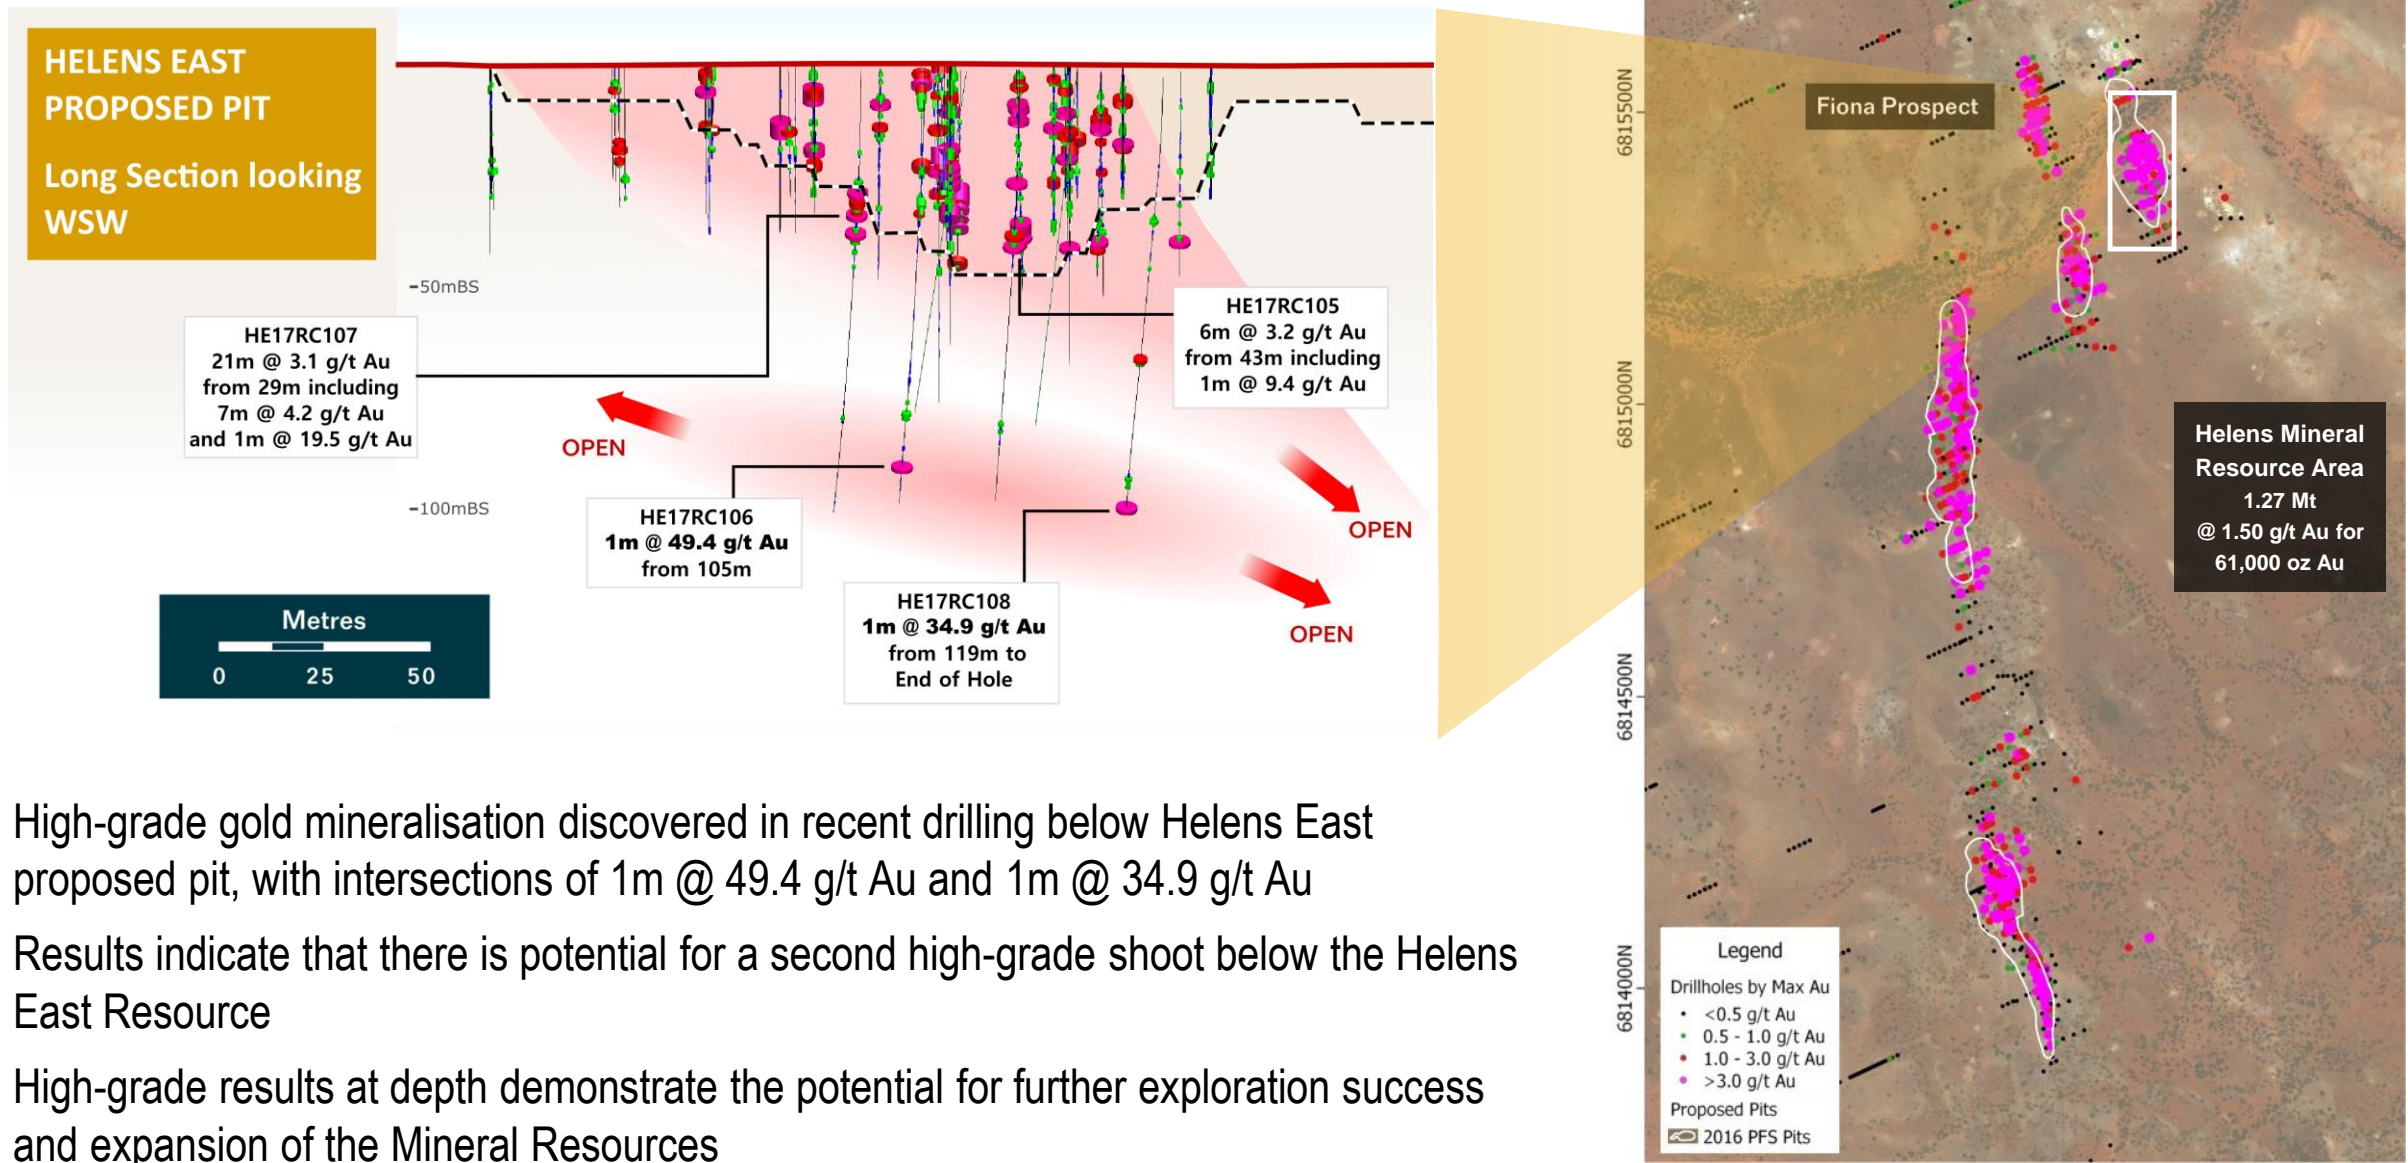 HELENS EAST
PROPOSED PIT
Long Section looking
WSW
-50mBS
-100mBS
HE17RC107
21m @ 3.1 g/t Au
from 29m including
7m @ 4.2 g/t Au
and 1m @ 19.5 g/t Au
HE17RC105
6m @ 3.2 g/t Au
from 43m including
1m @ 9.4 g/t Au
OPEN
HE17RC106
1m @ 49.4 g/t Au
from 105m
HE17RC108
1m @ 34.9 g/t Au
from 119m to
End of Hole
OPEN
OPEN
Metres
0 25 50
High-grade gold mineralisation discovered in recent drilling below Helens East
proposed pit, with intersections of 1m @ 49.4 g/t Au and 1m @ 34.9 g/t Au
Results indicate that there is potential for a second high-grade shoot below the Helens
East Resource
High-grade results at depth demonstrate the potential for further exploration success
and expansion of the Mineral Resources
6815500N
6815000N
6814500N
6814000N
Fiona Prospect
Helens Mineral
Resource Area
1.27 Mt
@ 1.50 g/t Au for
61,000 oz Au
Legend
Drillholes by Max Au
<0.5 g/t Au
0.5 - 1.0 g/t Au
1.0 - 3.0 g/t Au
>3.0 g/t Au
Proposed Pits
2016 PFS Pits